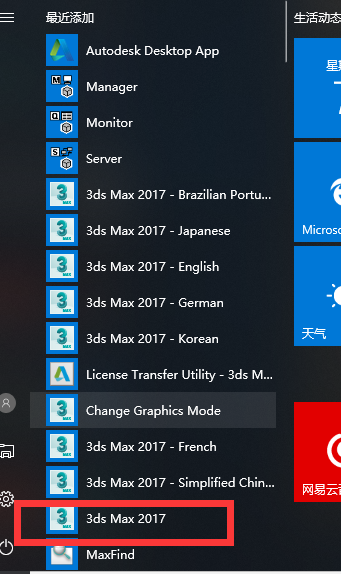 最近添加
生活动态
Autodesk Desktop App
Manager
Monitor
Server
3ds Max 2017 - Brazilian Portu...
3ds Max 2017 - Japanese
3ds Max 2017 - English
3ds Max 2017 - German
3ds Max 2017 - Korean
License Transfer Utility - 3ds M...
Change Graphics Mode
3ds Max 2017 - French
3ds Max 2017 - Simplified Chin...
3ds Max 2017
MaxFind
星
Micros
天气
网易云音